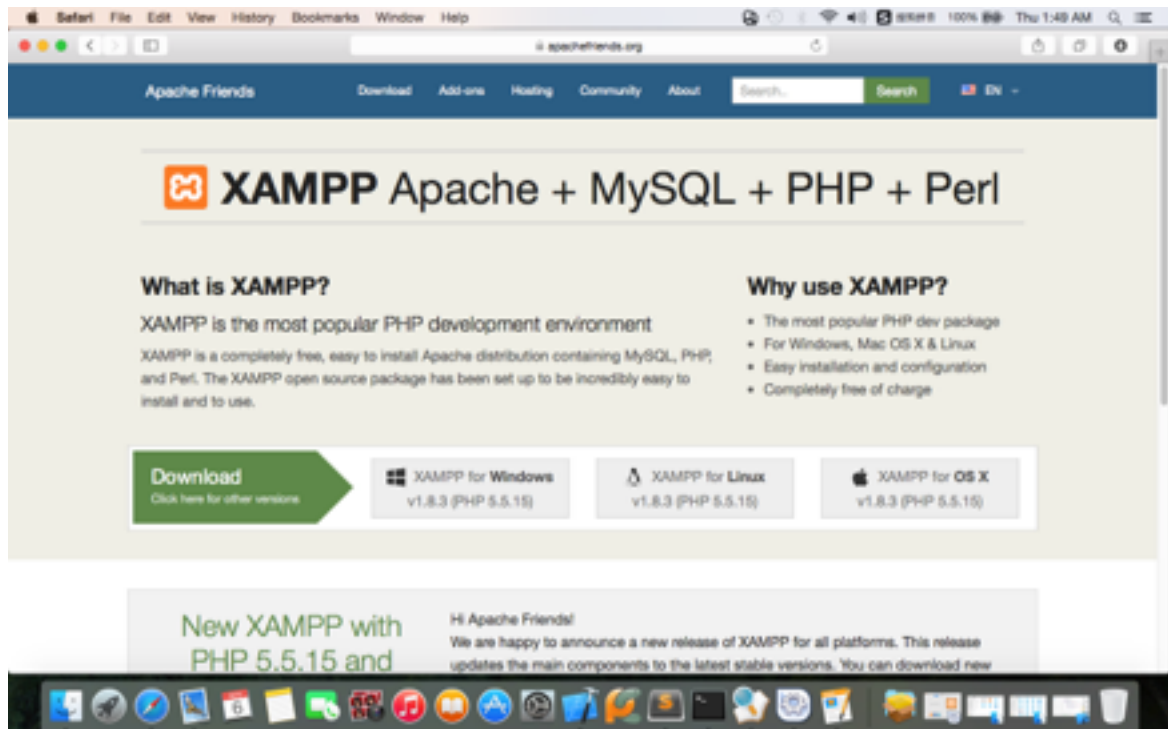 Safari File Edit View History Bookmarks Window Help 100% Thu 1:49 AM
apachefriends.org
Apache Friends Download Add-ons Hosting Community About Search... Search EN
XAMPP Apache + MySQL + PHP + Perl
What is XAMPP?
XAMPP is the most popular PHP development environment
XAMPP is a completely free, easy to install Apache distribution containing MySQL, PHP,
and Perl. The XAMPP open source package has been set up to be incredibly easy to
install and to use.
Why use XAMPP?
• The most popular PHP dev package
• For Windows, Mac OS X & Linux
• Easy installation and configuration
• Completely free of charge
Download
Click here for other versions
XAMPP for Windows
v1.8.3 (PHP 5.5.15)
XAMPP for Linux
v1.8.3 (PHP 5.5.15)
XAMPP for OS X
v1.8.3 (PHP 5.5.15)
New XAMPP with
PHP 5.5.15 and
Hi Apache Friends!
We are happy to announce a new release of XAMPP for all platforms. This release
updates the main components to the latest stable versions. You can download new
6